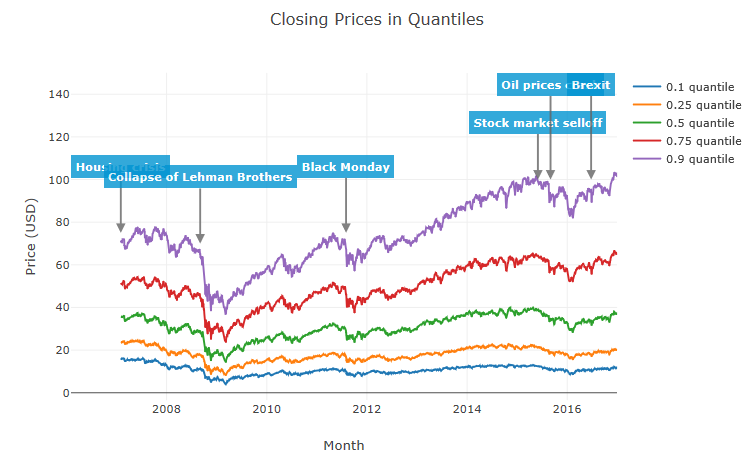 Closing Prices in Quantiles
140
120
100
80
60
40
20
0
Price (USD)
2008
2010
2012
2014
2016
Month
Housing crisis
Collapse of Lehman Brothers
Black Monday
Stock market selloff
Oil prices
Brexit
0.1 quantile
0.25 quantile
0.5 quantile
0.75 quantile
0.9 quantile